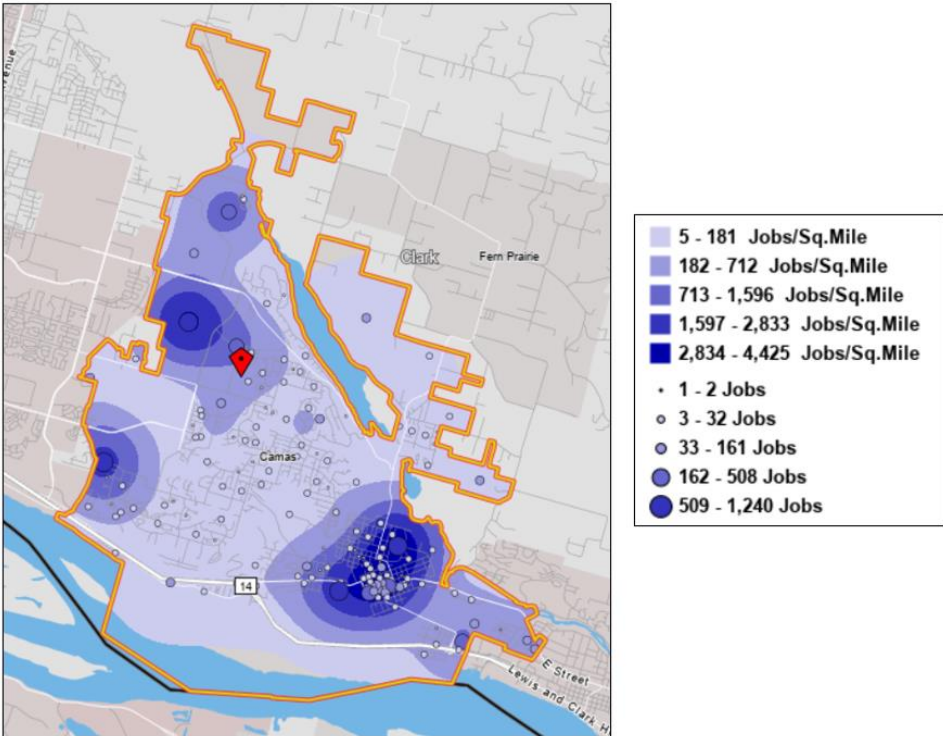 venue
Clark
Fern Prairie
Camas
14
E Street
Lewis and Clark H
5 - 181 Jobs/Sq.Mile
182 - 712 Jobs/Sq.Mile
713 - 1,596 Jobs/Sq.Mile
1,597 - 2,833 Jobs/Sq.Mile
2,834 - 4,425 Jobs/Sq.Mile
1 - 2 Jobs
3 - 32 Jobs
33 - 161 Jobs
162 - 508 Jobs
509 - 1,240 Jobs